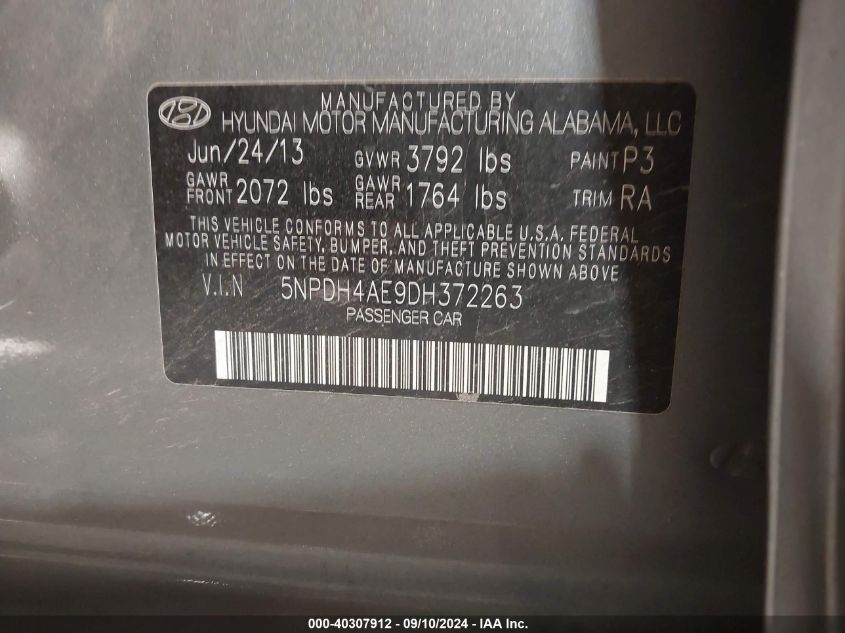 MANUFACTURED BY
HYUNDAI MOTOR MANUFACTURING ALABAMA, LLC
Jun/24/13 GVWR 3792 lbs PAINT P3
GAWR FRONT 2072 lbs GAWR REAR 1764 lbs TRIM RA
THIS VEHICLE CONFORMS TO ALL APPLICABLE U.S.A. FEDERAL
MOTOR VEHICLE SAFETY, BUMPER, AND THEFT PREVENTION STANDARDS
IN EFFECT ON THE DATE OF MANUFACTURE SHOWN ABOVE.
V.I.N 5NPDH4AE9DH372263
PASSENGER CAR
000-40307912 - 09/10/2024 - IAA Inc.